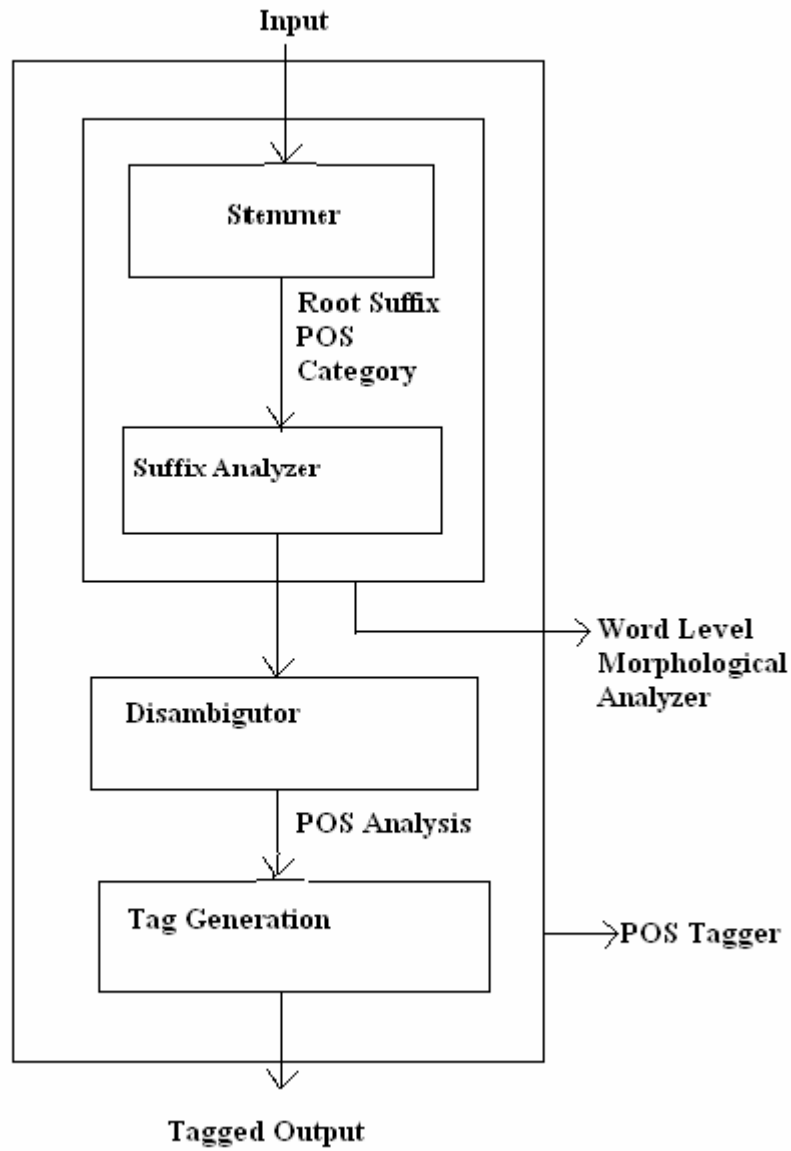 Input
Stemmer
Root Suffix
POS
Category
Suffix Analyzer
Word Level
Morphological
Analyzer
Disambigutor
POS Analysis
Tag Generation
POS Tagger
Tagged Output